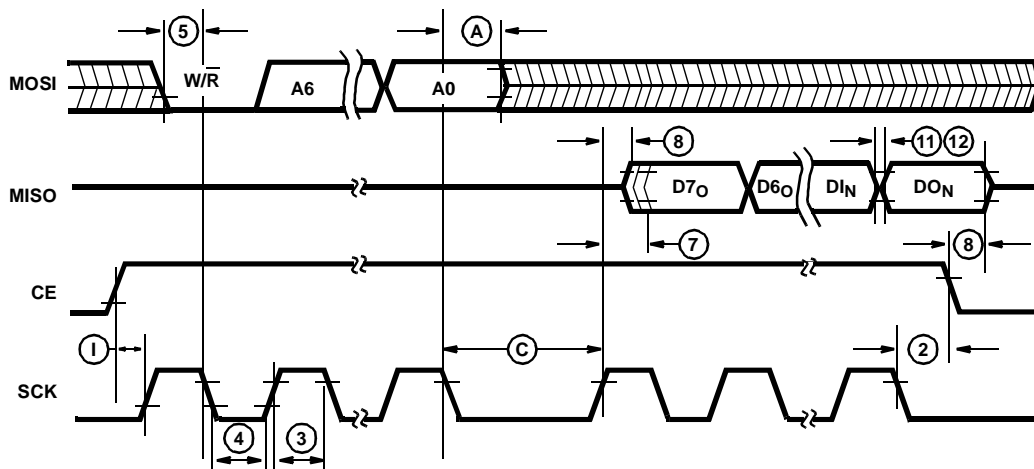 5 A
MOSI W/R̅ A6 A0
8 11 12
MISO D7O D6O DIN DON
7 8
CE
I C 2
SCK
4 3